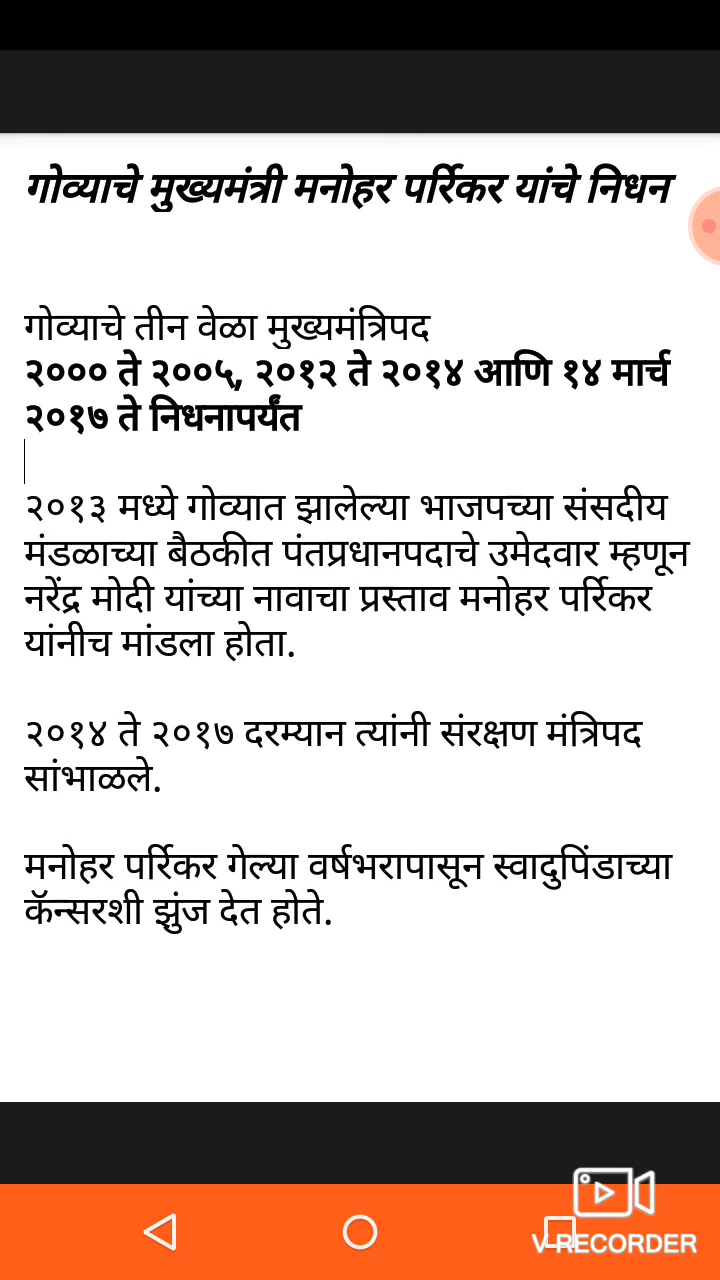 गोव्याचे मुख्यमंत्री मनोहर पर्रिकर यांचे निधन
गोव्याचे तीन वेळा मुख्यमंत्रिपद
२००० ते २००५, २०१२ ते २०१४ आणि १४ मार्च
२०१७ ते निधनापर्यंत
२०१३ मध्ये गोव्यात झालेल्या भाजपच्या संसदीय
मंडळाच्या बैठकीत पंतप्रधानपदाचे उमेदवार म्हणून
नरेंद्र मोदी यांच्या नावाचा प्रस्ताव मनोहर पर्रिकर
यांनीच मांडला होता.
२०१४ ते २०१७ दरम्यान त्यांनी संरक्षण मंत्रिपद
सांभाळले.
मनोहर पर्रिकर गेल्या वर्षभरापासून स्वादुपिंडाच्या
कॅन्सरशी झुंज देत होते.
V RECORDER